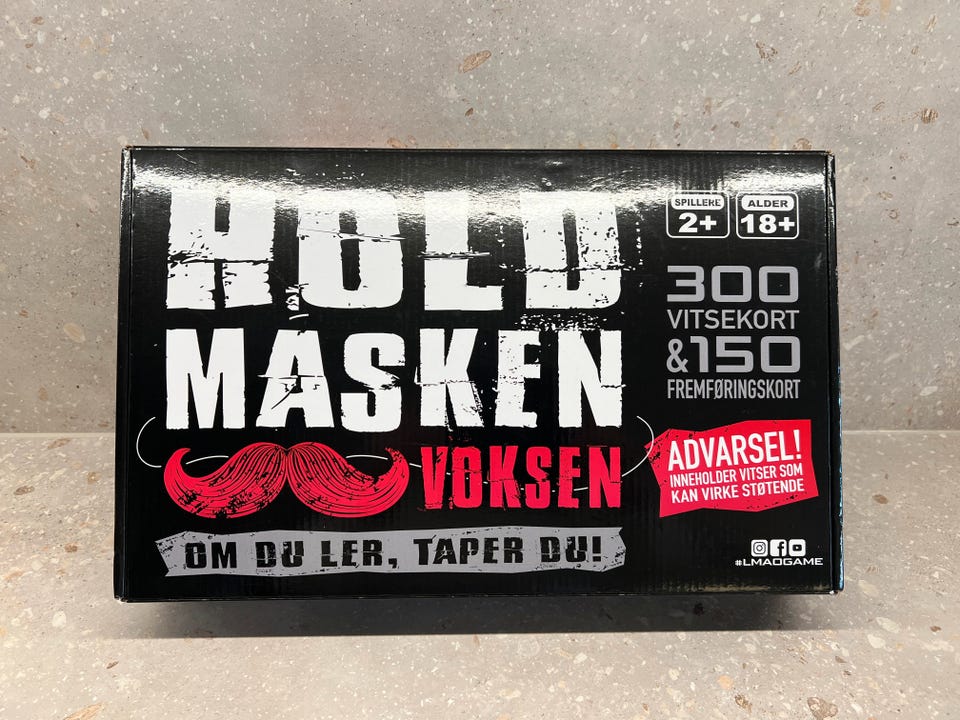 HOLD
MASKEN
VOKSEN
OM DU LER, TAPER DU!
SPILLERE
2+
ALDER
18+
300
VITSEKORT
&150
FREMFØRINGSKORT
ADVARSEL!
INNEHOLDER VITSER SOM
KAN VIRKE STØTENDE
#LMAOGAME